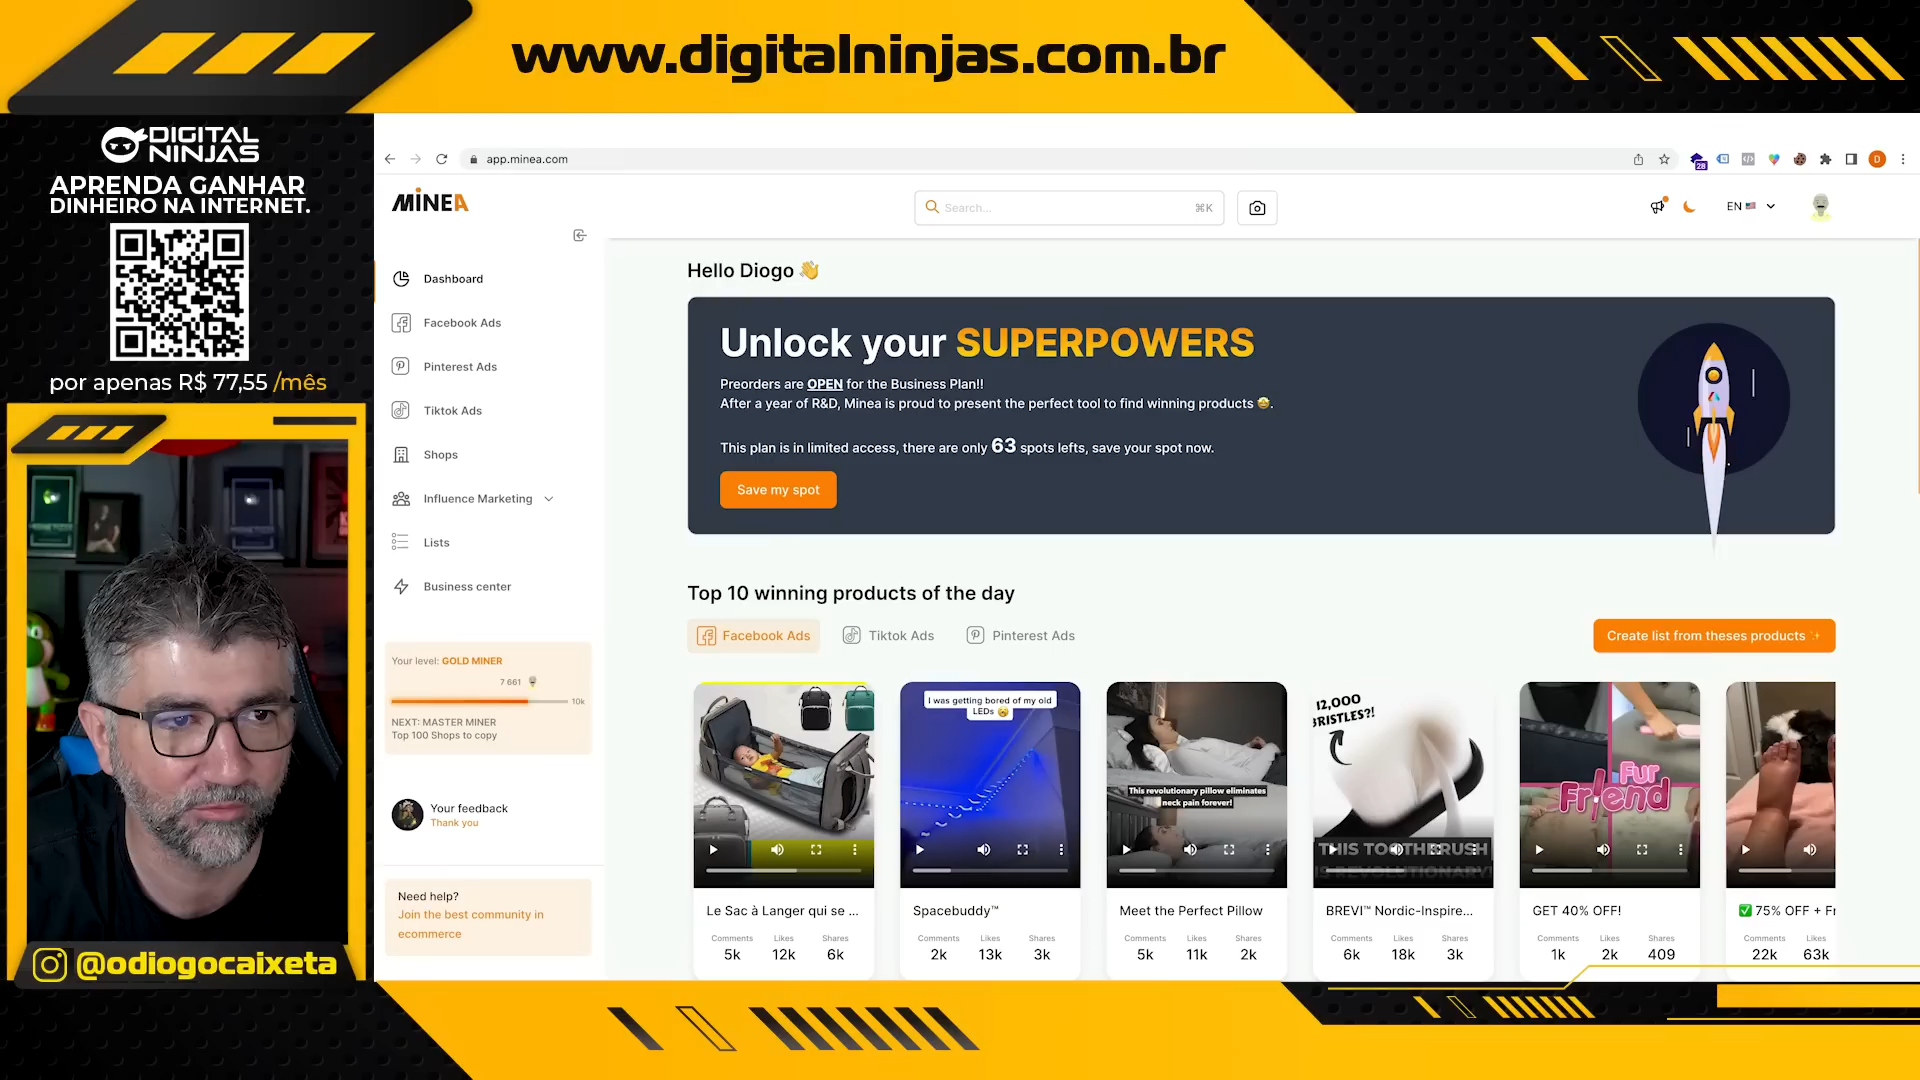 www.digitalninjas.com.br
DIGITAL
NINJAS
APRENDA GANHAR
DINHEIRO NA INTERNET.
por apenas R$ 77,55 /mês
@odiogocaixeta
app.minea.com
28
D
MINEA
Search...
⌘K
EN
Dashboard
Facebook Ads
Pinterest Ads
Tiktok Ads
Shops
Influence Marketing
Lists
Business center
Your level: GOLD MINER
7 661
10k
NEXT: MASTER MINER
Top 100 Shops to copy
Your feedback
Thank you
Need help?
Join the best community in
ecommerce
Hello Diogo 👋
Unlock your SUPERPOWERS
Preorders are OPEN for the Business Plan!!
After a year of R&D, Minea is proud to present the perfect tool to find winning products 🤩.
This plan is in limited access, there are only 63 spots lefts, save your spot now.
Save my spot
Top 10 winning products of the day
Facebook Ads
Tiktok Ads
Pinterest Ads
Create list from theses products ✨
Le Sac à Langer qui se ...
Comments Likes Shares
5k 12k 6k
I was getting bored of my old
LEDs
Spacebuddy™
Comments Likes Shares
2k 13k 3k
This revolutionary pillow eliminates
neck pain forever!
Meet the Perfect Pillow
Comments Likes Shares
5k 11k 2k
12,000
BRISTLES?!
THIS TOOTHBRUSH
IS REVOLUTIONARY!
BREVI™ Nordic-Inspire...
Comments Likes Shares
6k 18k 3k
Fur
Friend
GET 40% OFF!
Comments Likes Shares
1k 2k 409
✅ 75% OFF + Fr
Comments Likes
22k 63k